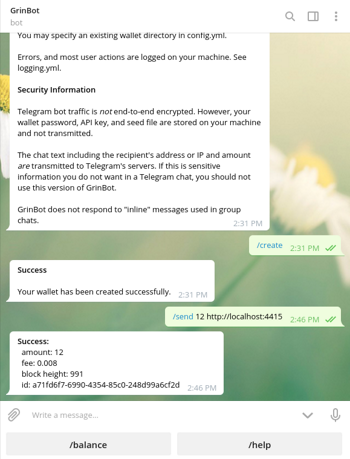 GrinBot
bot
You may specify an existing wallet directory in config.yml.
Errors, and most user actions are logged on your machine. See
logging.yml.
Security Information
Telegram bot traffic is not end-to-end encrypted. However, your
wallet password, API key, and seed file are stored on your machine
and not transmitted.
The chat text including the recipient's address or IP and amount
are transmitted to Telegram's servers. If this is sensitive
information you do not want in a Telegram chat, you should not
use this version of GrinBot.
GrinBot does not respond to "inline" messages used in group
chats.
2:31 PM
/create 2:31 PM
Success
Your wallet has been created successfully. 2:31 PM
/send 12 http://localhost:4415 2:46 PM
Success:
amount: 12
fee: 0.008
block height: 991
id: a71fd6f7-6990-4354-85c0-248d99a6cf2d 2:46 PM
Write a message...
/balance /help